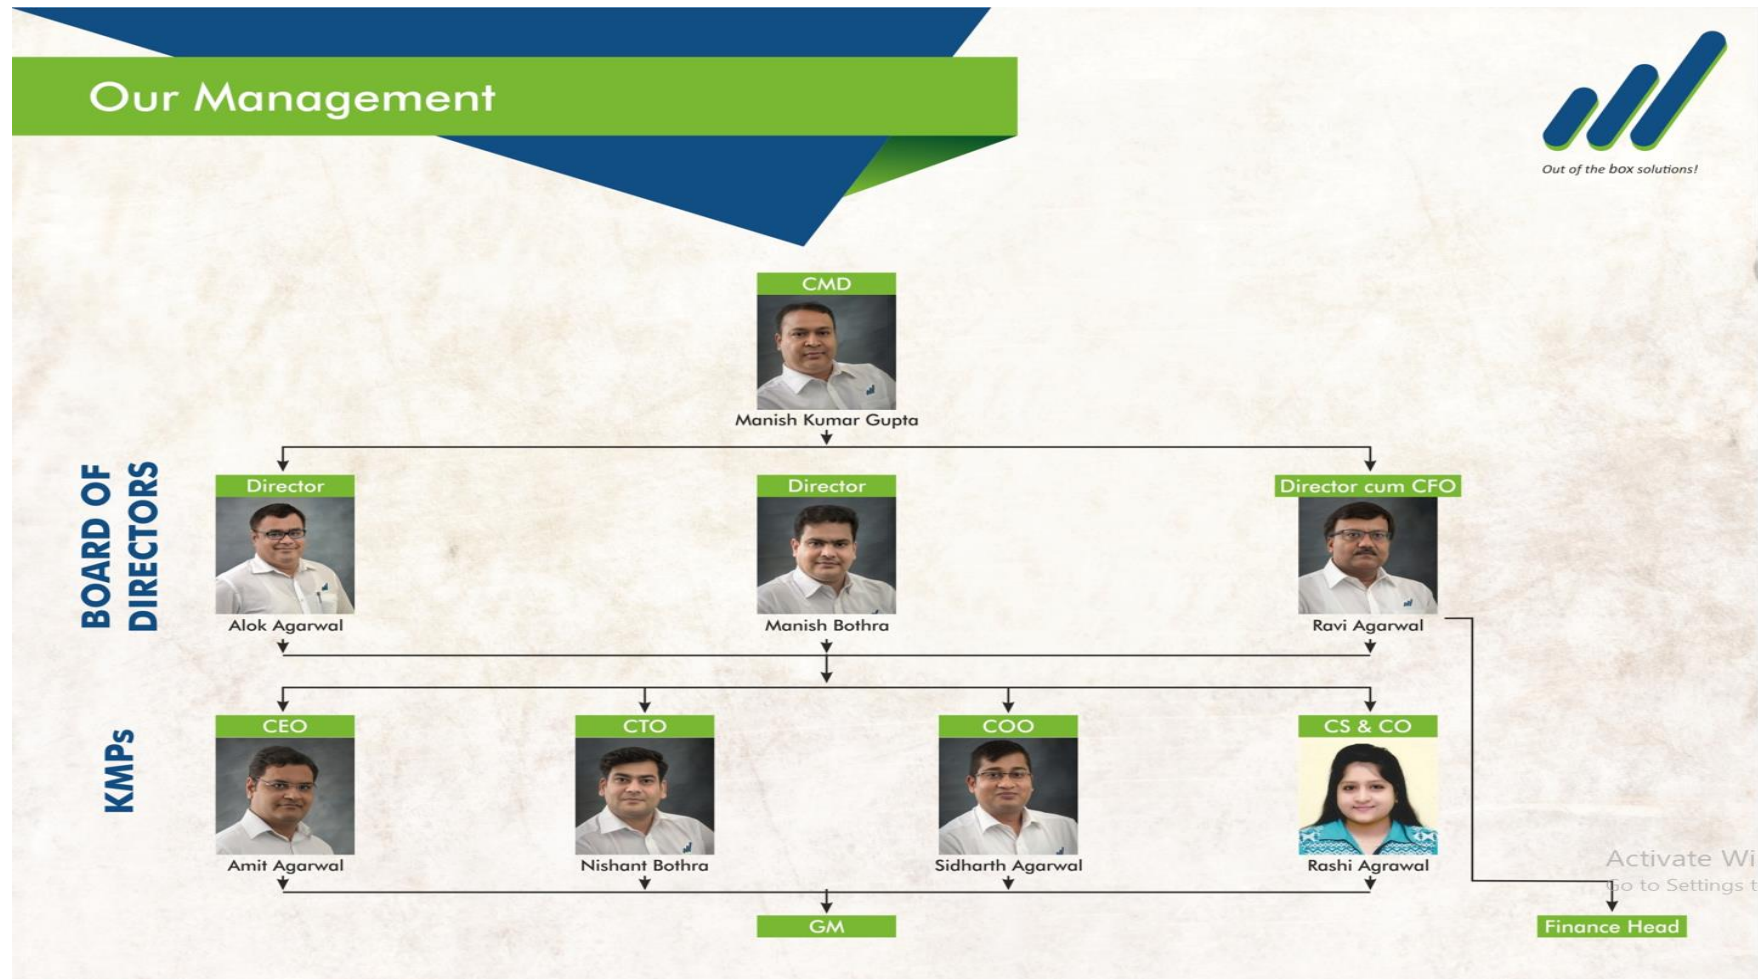 Our Management
Out of the box solutions!
CMD
Manish Kumar Gupta
BOARD OF
DIRECTORS
Director
Director
Director cum CFO
Alok Agarwal
Manish Bothra
Ravi Agarwal
KMPs
CEO
CTO
COO
CS & CO
Amit Agarwal
Nishant Bothra
Sidharth Agarwal
Rashi Agrawal
Activate Wi
Go to Settings t
GM
Finance Head